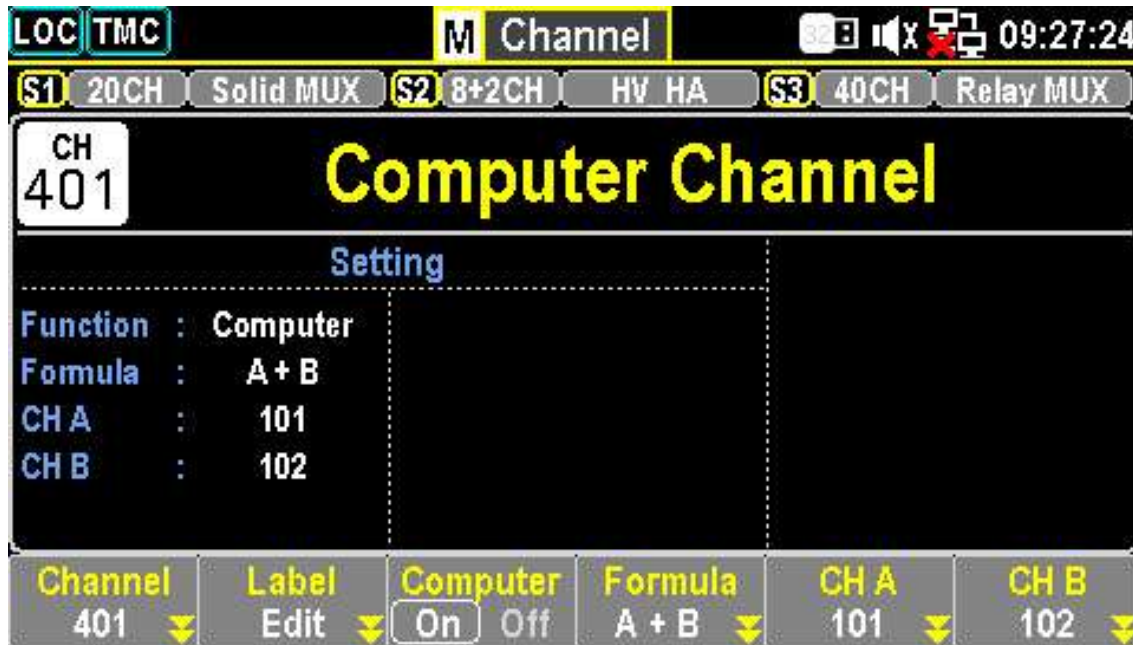 LOC TMC M Channel 32 X 09:27:24
S1 20CH Solid MUX S2 8+2CH HV HA S3 40CH Relay MUX
CH
401
Computer Channel
Setting
Function : Computer
Formula : A + B
CH A : 101
CH B : 102
Channel Label Computer Formula CH A CH B
401 Edit On Off A + B 101 102